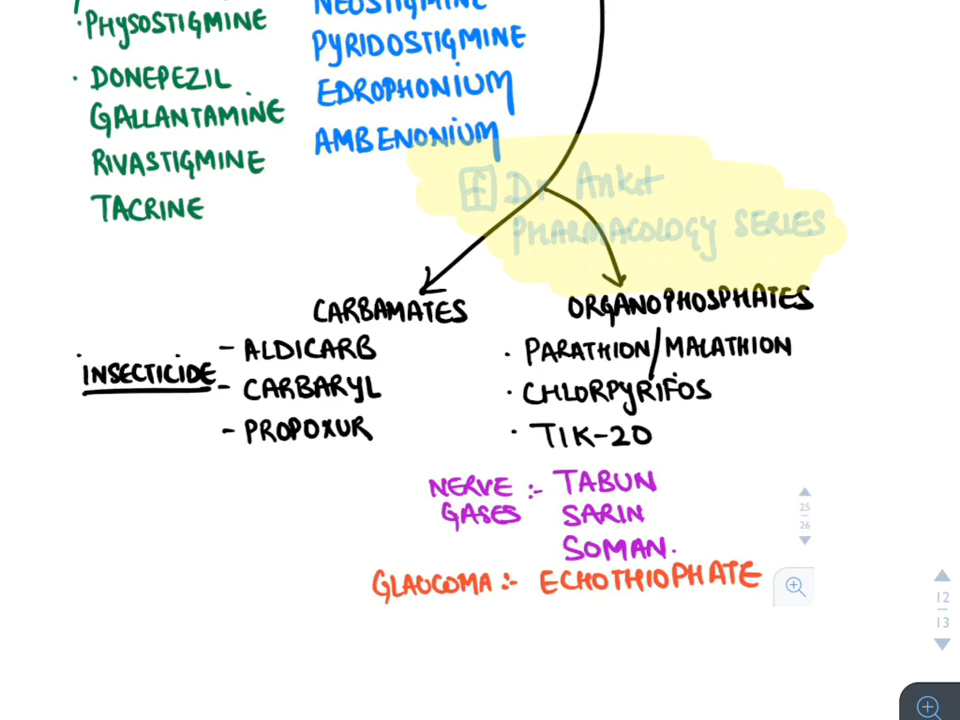 NEOSTIGMINE
·PHYSOSTIGMINE
PYRIDOSTIGMINE
· DONEPEZIL
EDROPHONIUM
GALLANTAMINE
AMBENONIUM
RIVASTIGMINE
TACRINE
Dr Ankit
PHARMACOLOGY SERIES
CARBAMATES
ORGANOPHOSPHATES
INSECTICIDE
- ALDICARB
- CARBARYL
- PROPOXUR
· PARATHION/MALATHION
· CHLORPYRIFOS
· TIK-20
NERVE GASES :- TABUN
SARIN
SOMAN.
GLAUCOMA :- ECHOTHIOPHATE
25
26
12
13